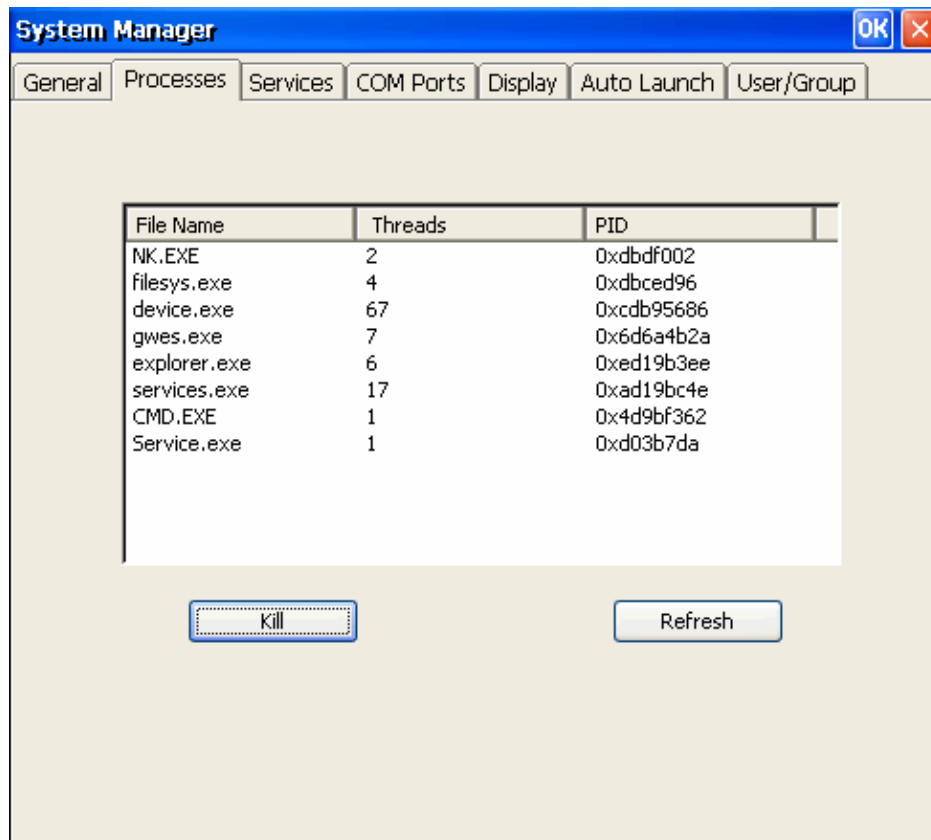 System Manager OK
General Processes Services COM Ports Display Auto Launch User/Group
File Name Threads PID
NK.EXE 2 0xdbdf002
filesys.exe 4 0xdbced96
device.exe 67 0xcdb95686
gwes.exe 7 0x6d6a4b2a
explorer.exe 6 0xed19b3ee
services.exe 17 0xad19bc4e
CMD.EXE 1 0x4d9bf362
Service.exe 1 0xd03b7da
Kill Refresh